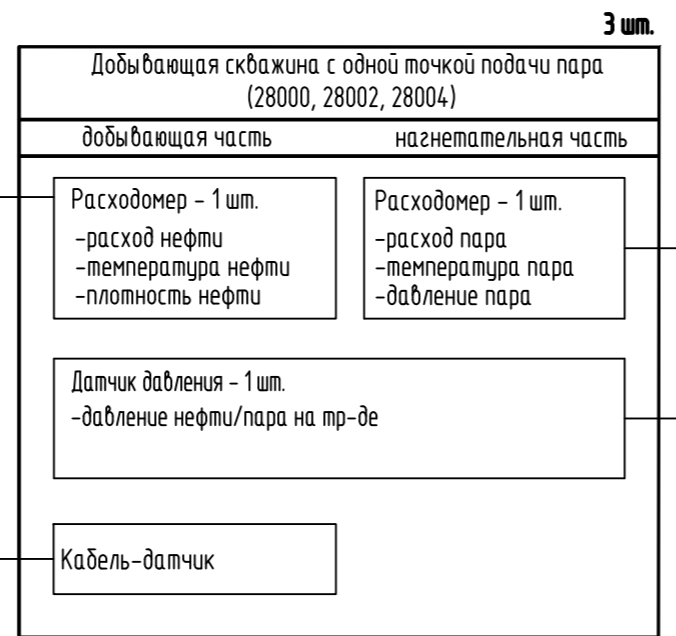 3 шт.
Добывающая скважина с одной точкой подачи пара
(28000, 28002, 28004)
добывающая часть
нагнетательная часть
Расходомер – 1 шт.
-расход нефти
-температура нефти
-плотность нефти
Расходомер – 1 шт.
-расход пара
-температура пара
-давление пара
Датчик давления – 1 шт.
-давление нефти/пара на тр-де
Кабель-датчик